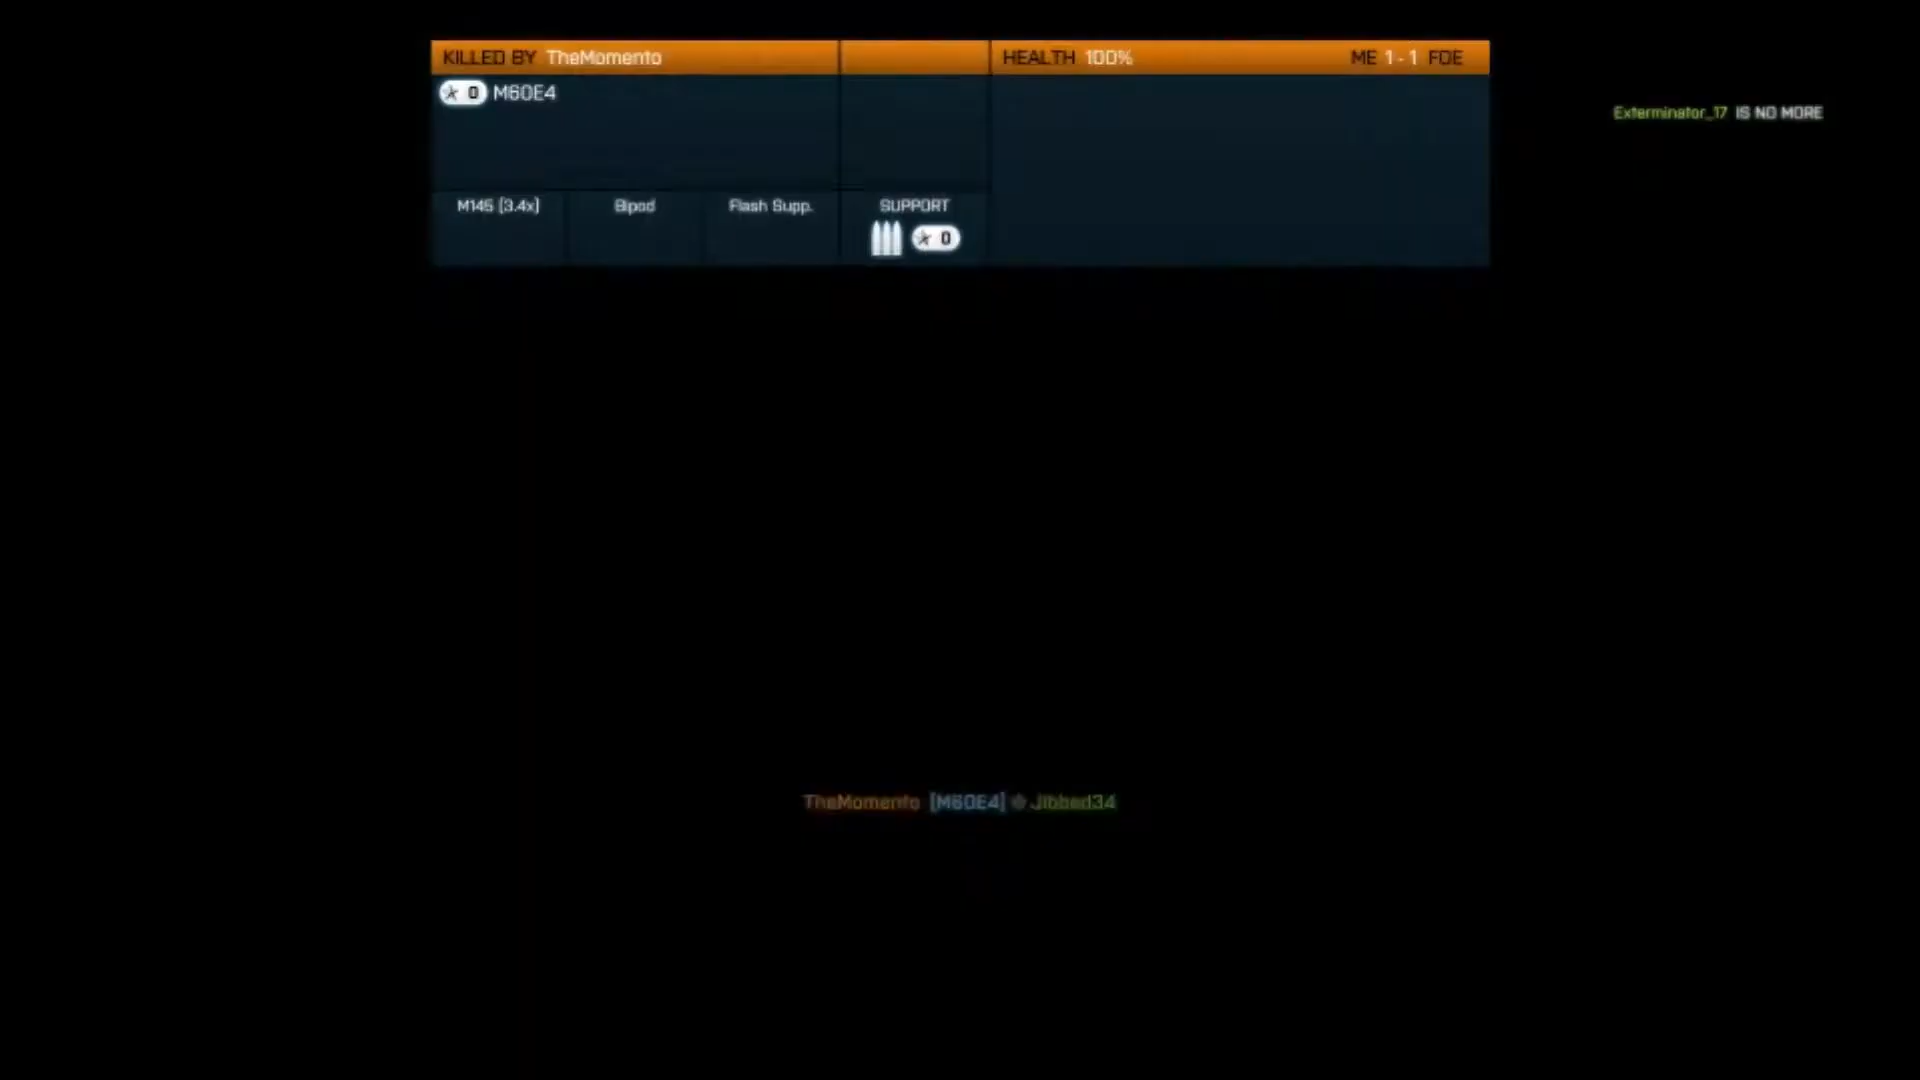 KILLED BY TheMomento HEALTH 100% ME 1 - 1 FOE
0 M60E4
Exterminator_17 IS NO MORE
M145 (3.4x) Bipod Flash Supp. SUPPORT
0
TheMomento [M60E4] Jibbed34